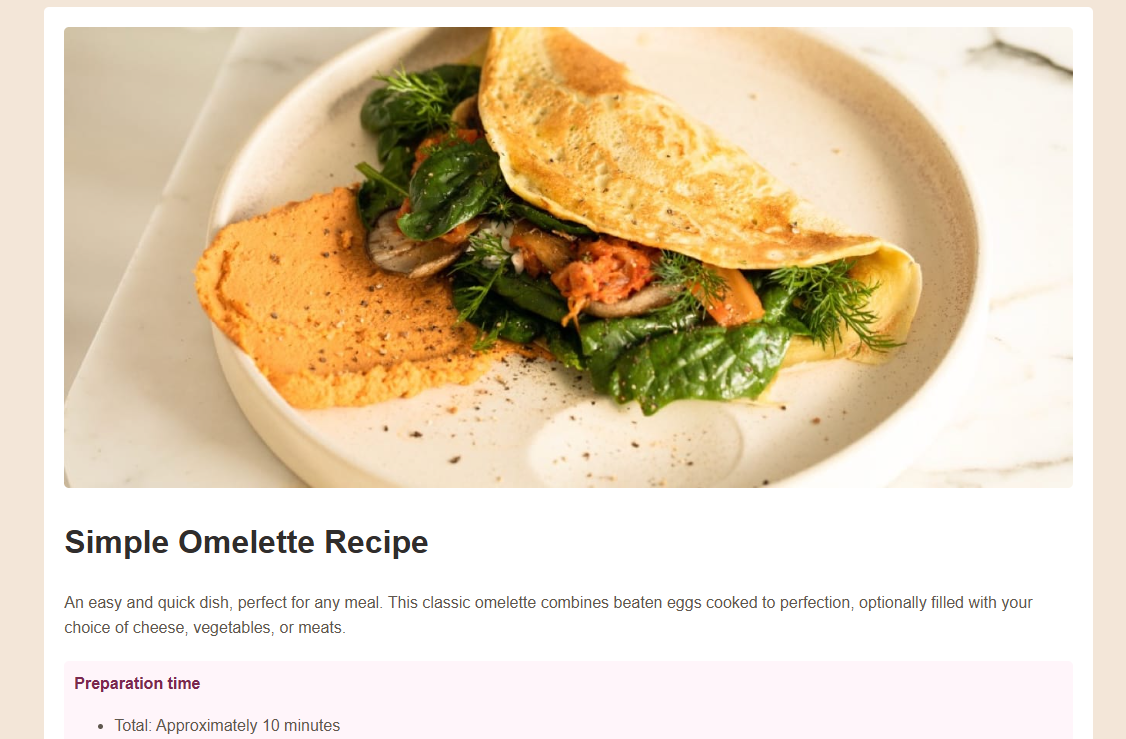 Simple Omelette Recipe
An easy and quick dish, perfect for any meal. This classic omelette combines beaten eggs cooked to perfection, optionally filled with your
choice of cheese, vegetables, or meats.
Preparation time
• Total: Approximately 10 minutes